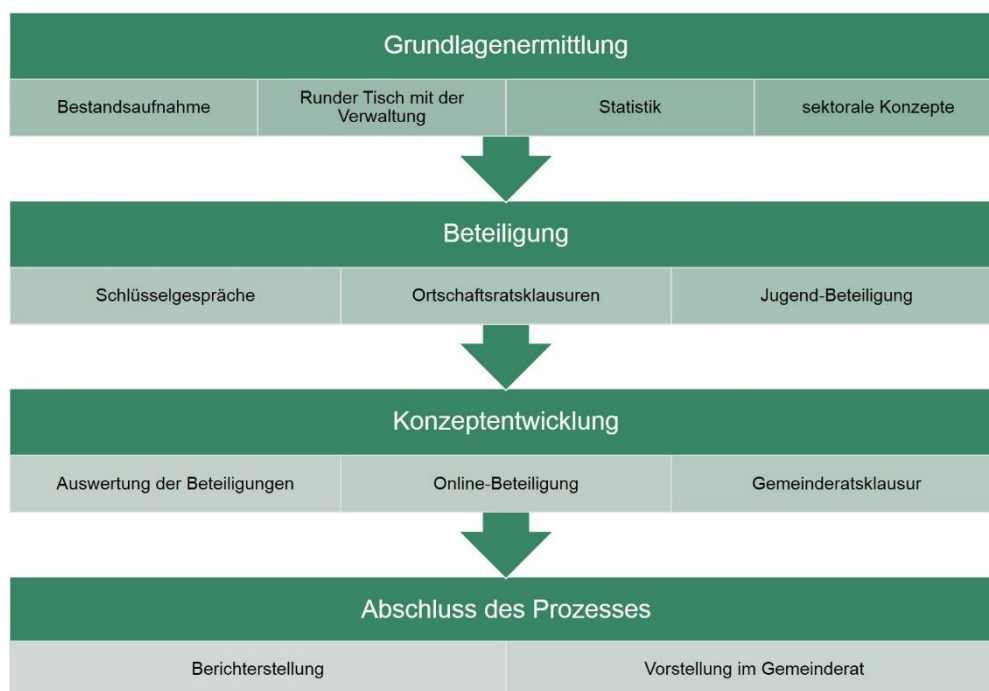 Grundlagenermittlung
Bestandsaufnahme
Runder Tisch mit der
Verwaltung
Statistik
sektorale Konzepte
Beteiligung
Schlüsselgespräche
Ortschaftsratsklausuren
Jugend-Beteiligung
Konzeptentwicklung
Auswertung der Beteiligungen
Online-Beteiligung
Gemeinderatsklausur
Abschluss des Prozesses
Berichterstellung
Vorstellung im Gemeinderat